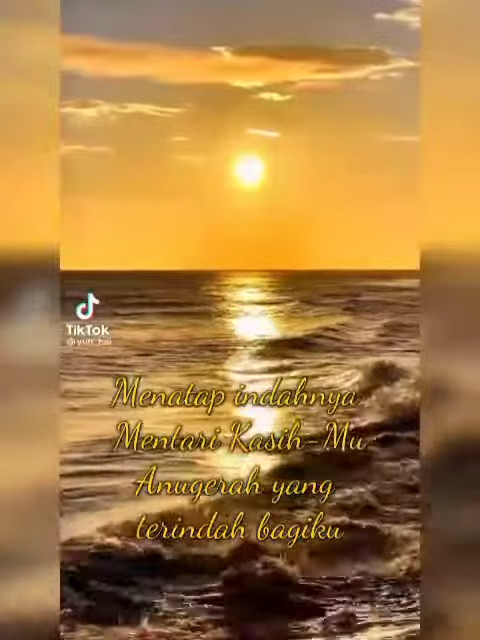 TikTok
Menatap indahnya
Mentari Kasih-Mu
Anugerah yang
terindah bagiku